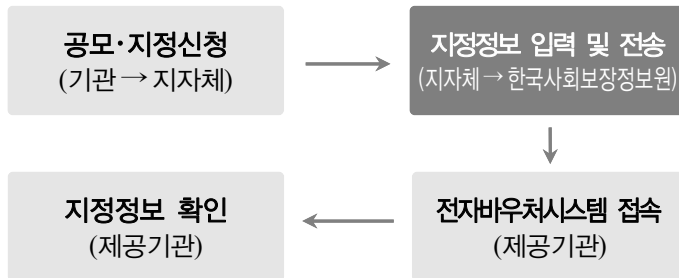 공모·지정신청
(기관 → 지자체)
지정정보 입력 및 전송
(지자체 → 한국사회보장정보원)
지정정보 확인
(제공기관)
전자바우처시스템 접속
(제공기관)